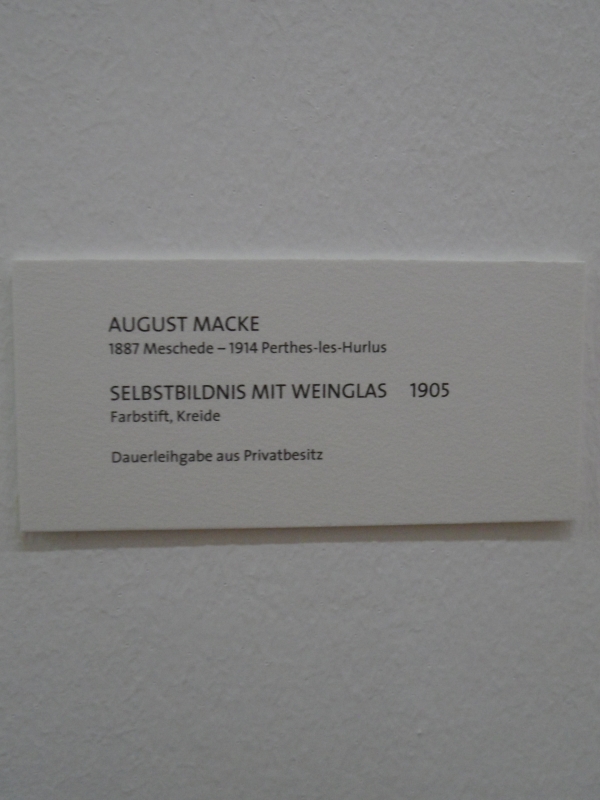 AUGUST MACKE
1887 Meschede – 1914 Perthes-les-Hurlus
SELBSTBILDNIS MIT WEINGLAS 1905
Farbstift, Kreide
Dauerleihgabe aus Privatbesitz